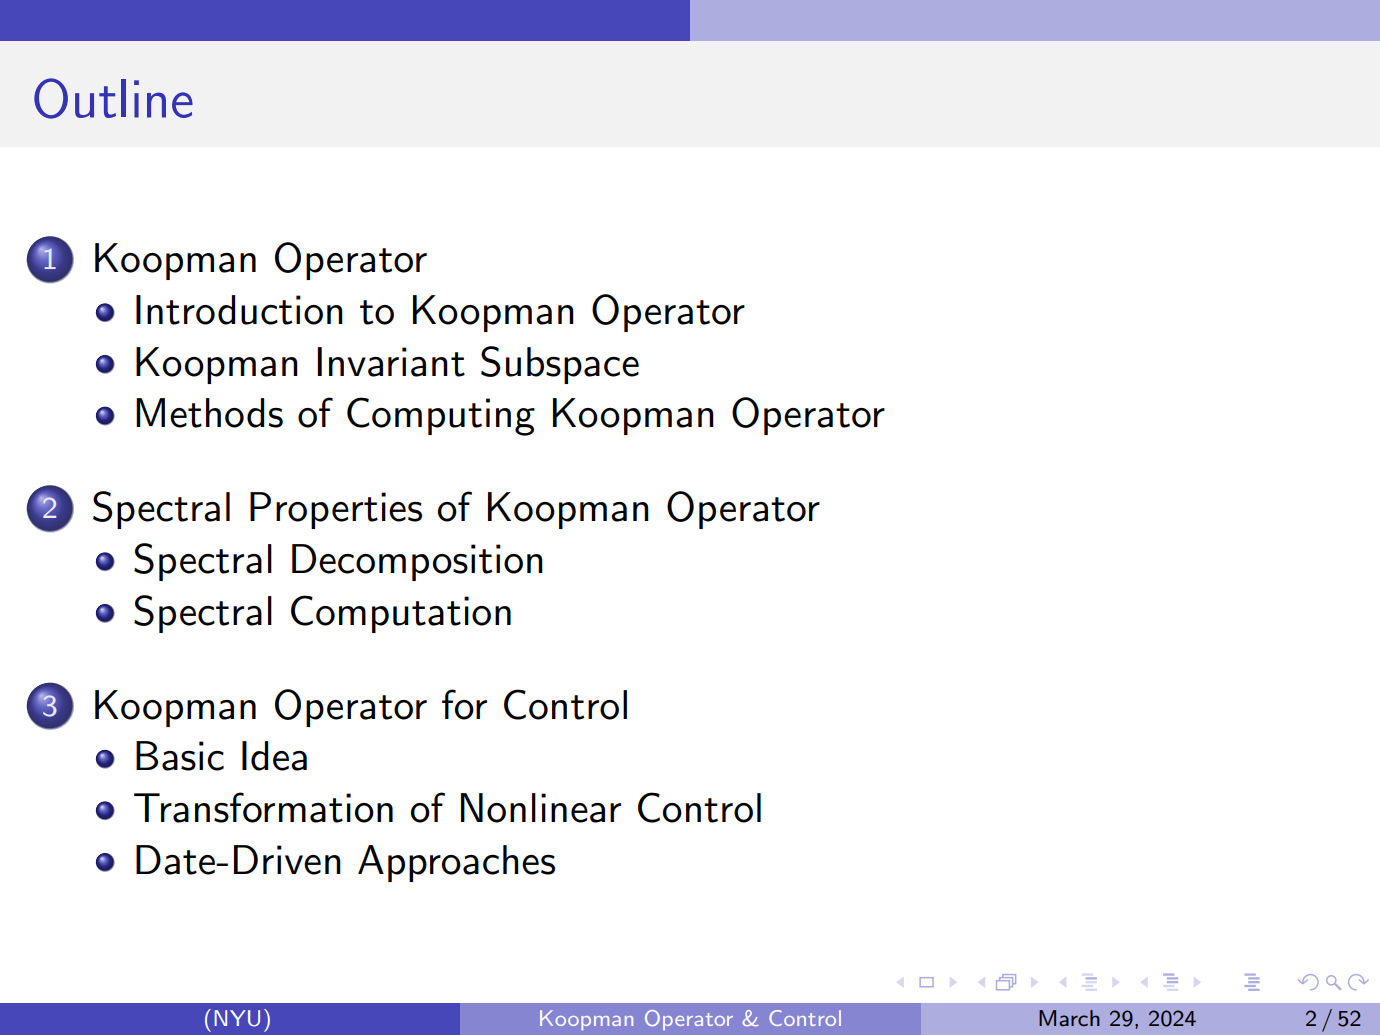 Outline
1 Koopman Operator
Introduction to Koopman Operator
Koopman Invariant Subspace
Methods of Computing Koopman Operator
2 Spectral Properties of Koopman Operator
Spectral Decomposition
Spectral Computation
3 Koopman Operator for Control
Basic Idea
Transformation of Nonlinear Control
Date-Driven Approaches
(NYU) Koopman Operator & Control March 29, 2024 2 / 52